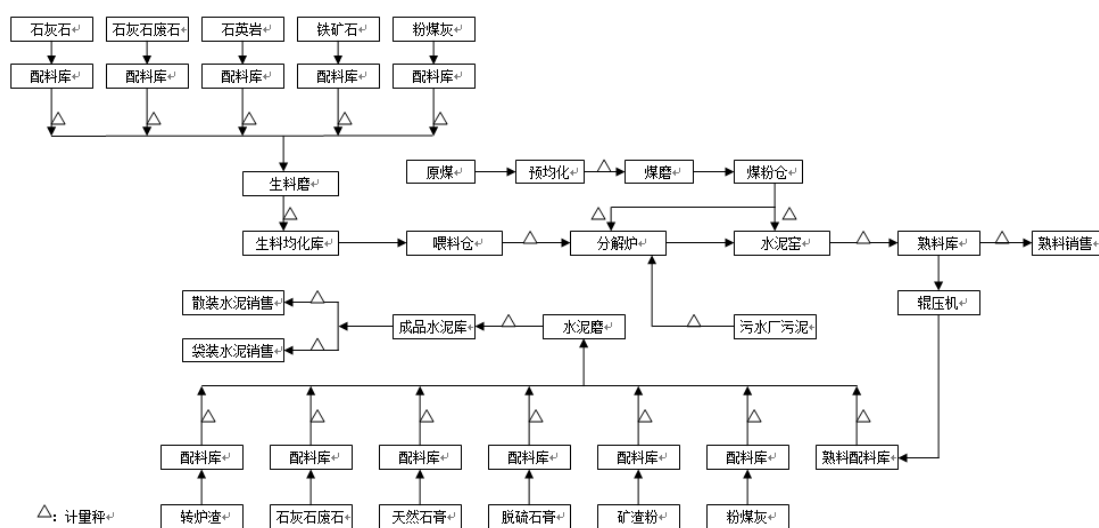 石灰石
石灰石废石
石英岩
铁矿石
粉煤灰
配料库
配料库
配料库
配料库
配料库
生料磨
原煤
预均化
煤磨
煤粉仓
生料均化库
喂料仓
分解炉
水泥窑
熟料库
熟料销售
散装水泥销售
成品水泥库
水泥磨
污水厂污泥
辊压机
袋装水泥销售
配料库
配料库
配料库
配料库
配料库
配料库
熟料配料库
△：计量秤
转炉渣
石灰石废石
天然石膏
脱硫石膏
矿渣粉
粉煤灰